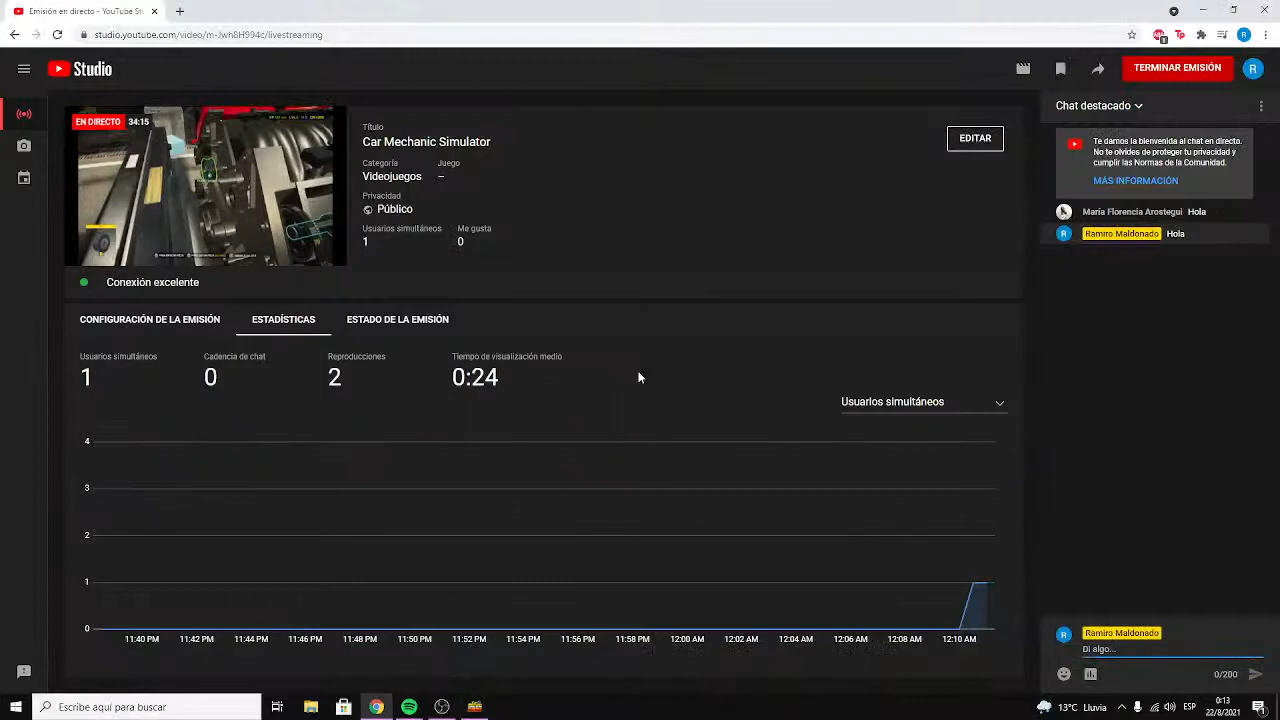 Emisión en directo - YouTube Stu
studio.youtube.com/video/m-Jwh8H994c/livestreaming
Studio
TERMINAR EMISIÓN
R
EN DIRECTO 34:15
Título
Car Mechanic Simulator
EDITAR
Categoría Juego
Videojuegos –
Privacidad
Público
Usuarios simultáneos Me gusta
1 0
Conexión excelente
Chat destacado
Te damos la bienvenida al chat en directo.
No te olvides de proteger tu privacidad y
cumplir las Normas de la Comunidad.
MÁS INFORMACIÓN
María Florencia Arostegui Hola
R Ramiro Maldonado Hola
CONFIGURACIÓN DE LA EMISIÓN ESTADÍSTICAS ESTADO DE LA EMISIÓN
Usuarios simultáneos Cadencia de chat Reproducciones Tiempo de visualización medio
1 0 2 0:24
Usuarios simultáneos
4
3
2
1
0
11:40 PM 11:42 PM 11:44 PM 11:46 PM 11:48 PM 11:50 PM 11:52 PM 11:54 PM 11:56 PM 11:58 PM 12:00 AM 12:02 AM 12:04 AM 12:06 AM 12:08 AM 12:10 AM
R Ramiro Maldonado
Di algo...
0/200
Escribe aquí para buscar
13°C Lluvia
ESP
0:13
22/8/2021